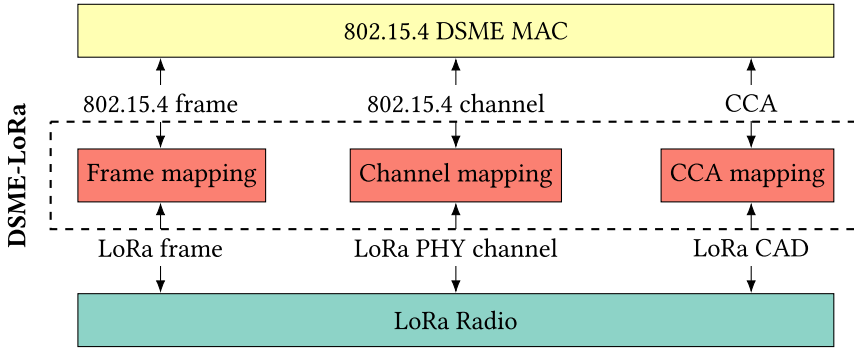 802.15.4 DSME MAC
802.15.4 frame
802.15.4 channel
CCA
DSME-LoRa
Frame mapping
Channel mapping
CCA mapping
LoRa frame
LoRa PHY channel
LoRa CAD
LoRa Radio